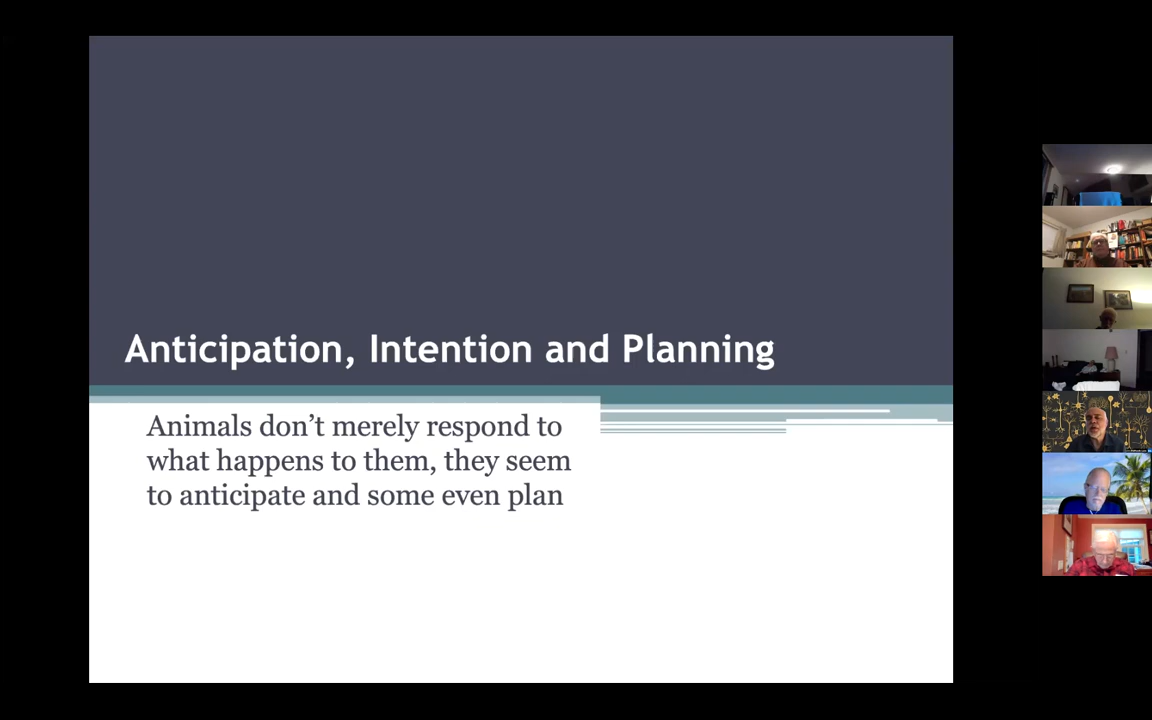 Anticipation, Intention and Planning
Animals don’t merely respond to
what happens to them, they seem
to anticipate and some even plan